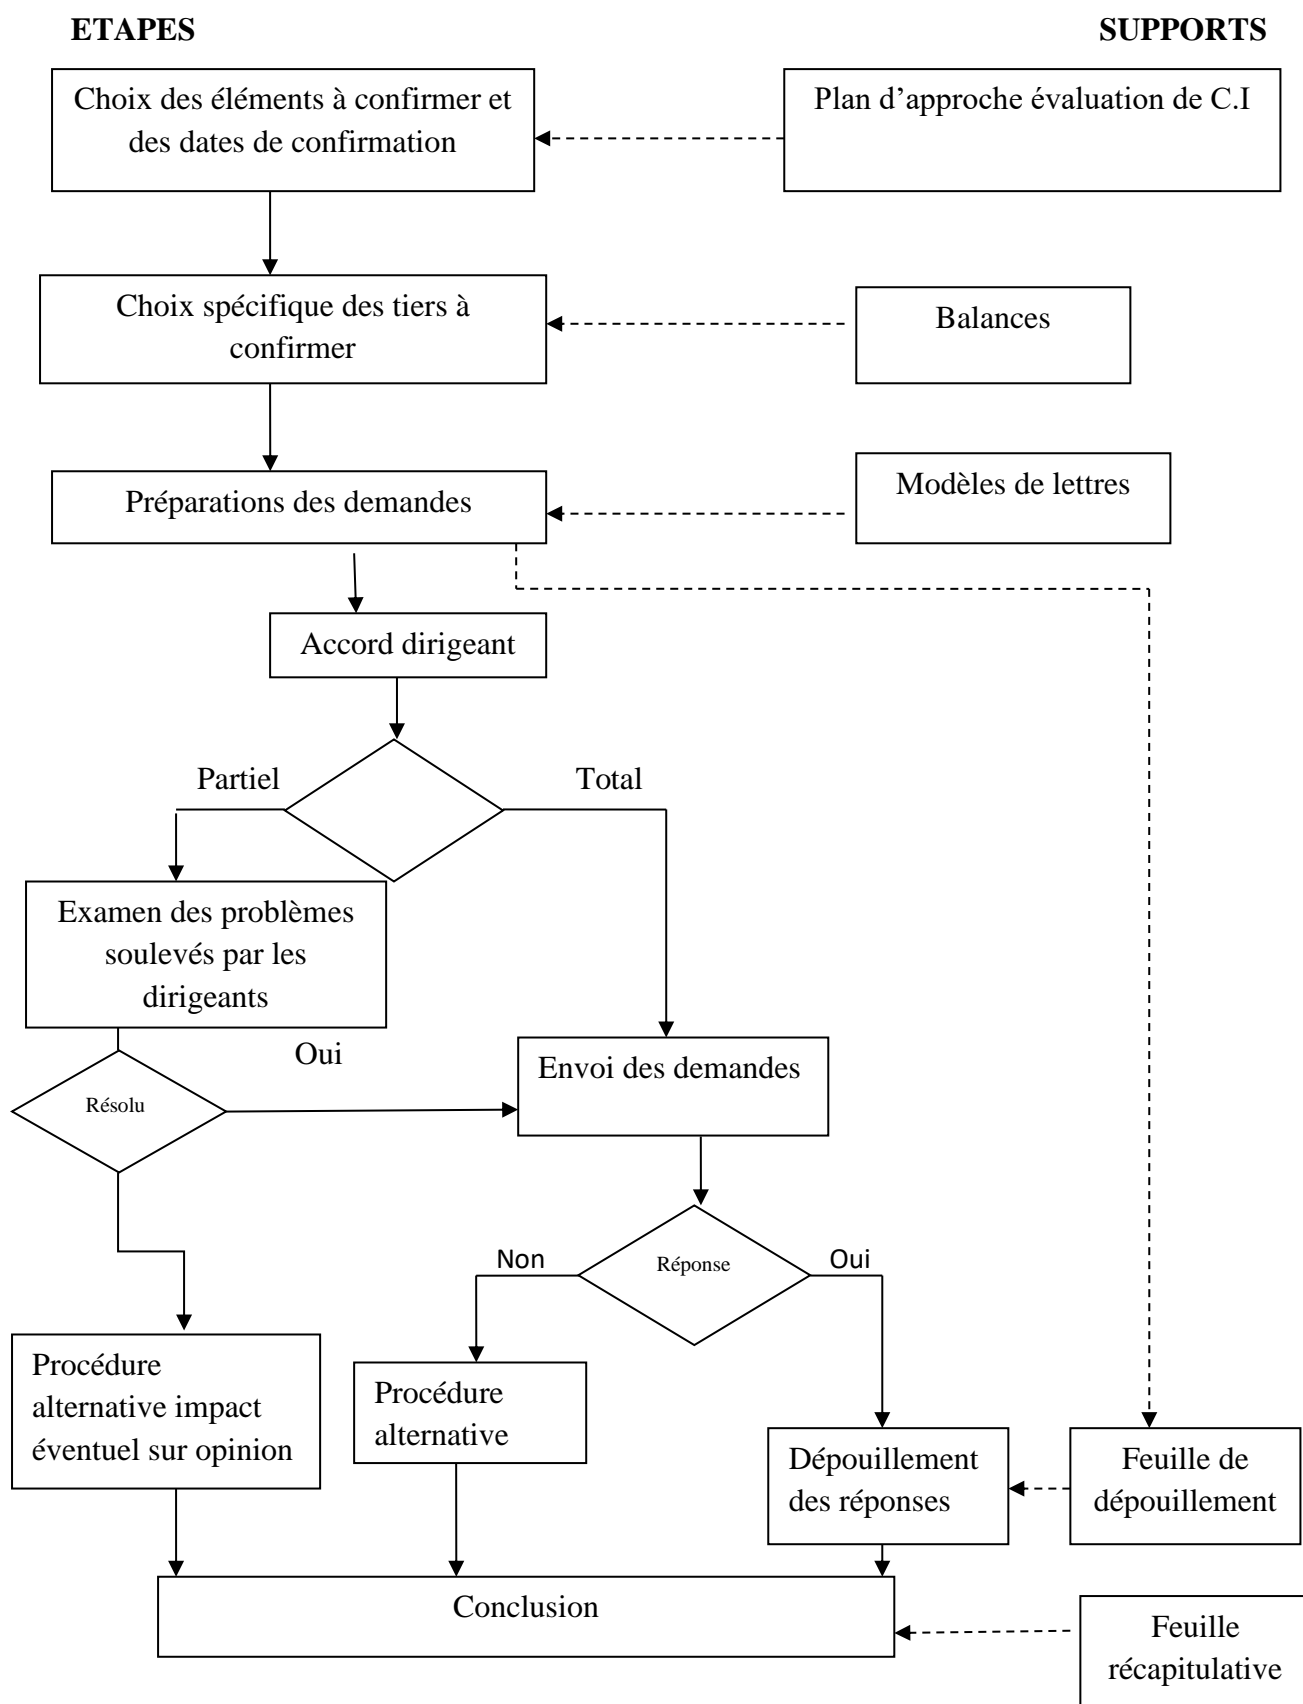 ETAPES
SUPPORTS
Choix des éléments à confirmer et
des dates de confirmation
Plan d’approche évaluation de C.I
Choix spécifique des tiers à
confirmer
Balances
Préparations des demandes
Modèles de lettres
Accord dirigeant
Partiel
Total
Examen des problèmes
soulevés par les
dirigeants
Oui
Envoi des demandes
Résolu
Non
Réponse
Oui
Procédure
alternative impact
éventuel sur opinion
Procédure
alternative
Dépouillement
des réponses
Feuille de
dépouillement
Conclusion
Feuille
récapitulative